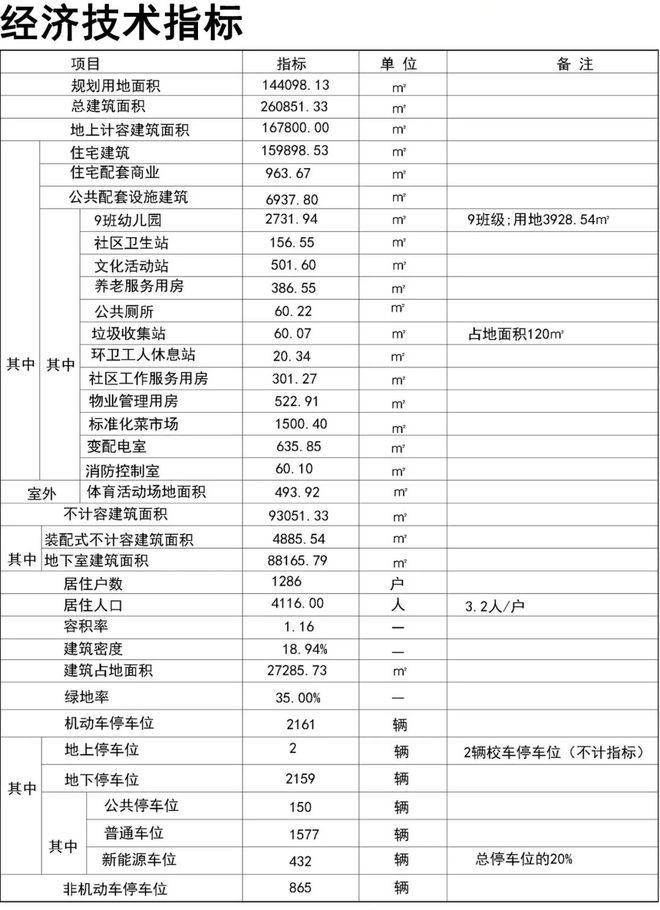 经济技术指标
项目 指标 单 位 备 注
规划用地面积 144098.13 ㎡
总建筑面积 260851.33 ㎡
地上计容建筑面积 167800.00 ㎡
住宅建筑 159898.53 ㎡
住宅配套商业 963.67 ㎡
公共配套设施建筑 6937.80 ㎡
9班幼儿园 2731.94 ㎡ 9班级;用地3928.54㎡
社区卫生站 156.55 ㎡
文化活动站 501.60 ㎡
养老服务用房 386.55 ㎡
公共厕所 60.22 ㎡
垃圾收集站 60.07 ㎡ 占地面积120㎡
其中 其中 环卫工人休息站 20.34 ㎡
社区工作服务用房 301.27 ㎡
物业管理用房 522.91 ㎡
标准化菜市场 1500.40 ㎡
变配电室 635.85 ㎡
消防控制室 60.10 ㎡
室外 体育活动场地面积 493.92 ㎡
不计容建筑面积 93051.33 ㎡
装配式不计容建筑面积 4885.54 ㎡
其中 地下室建筑面积 88165.79 ㎡
居住户数 1286 户
居住人口 4116.00 人 3.2人/户
容积率 1.16 —
建筑密度 18.94% —
建筑占地面积 27285.73 ㎡
绿地率 35.00% —
机动车停车位 2161 辆
地上停车位 2 辆 2辆校车停车位（不计指标）
其中 地下停车位 2159 辆
公共停车位 150 辆
普通车位 1577 辆
其中 新能源车位 432 辆 总停车位的20%
非机动车停车位 865 辆